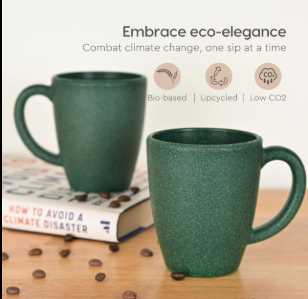 Embrace eco-elegance
Combat climate change, one sip at a time
CO₂
Bio-based | Upcycled | Low CO2
HOW TO AVOID A
CLIMATE DISASTER